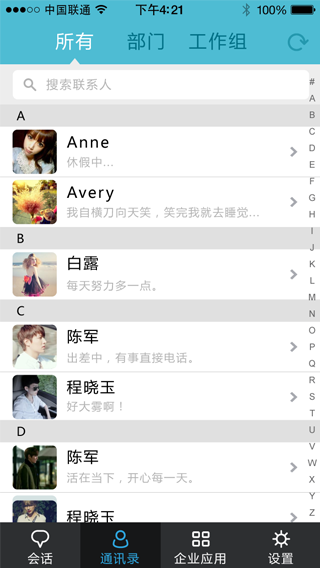 中国联通 下午4:21 100%
所有 部门 工作组
搜索联系人
A
Anne
休假中...
Avery
我自横刀向天笑，笑完我就去睡觉...
B
白露
每天努力多一点。
C
陈军
出差中，有事直接电话。
程晓玉
好大雾啊！
D
陈军
活在当下，开心每一天。
程晓玉
#
A
B
C
D
E
F
G
H
I
J
K
L
M
N
O
P
Q
R
S
T
U
V
W
X
Y
Z
会话 通讯录 企业应用 设置